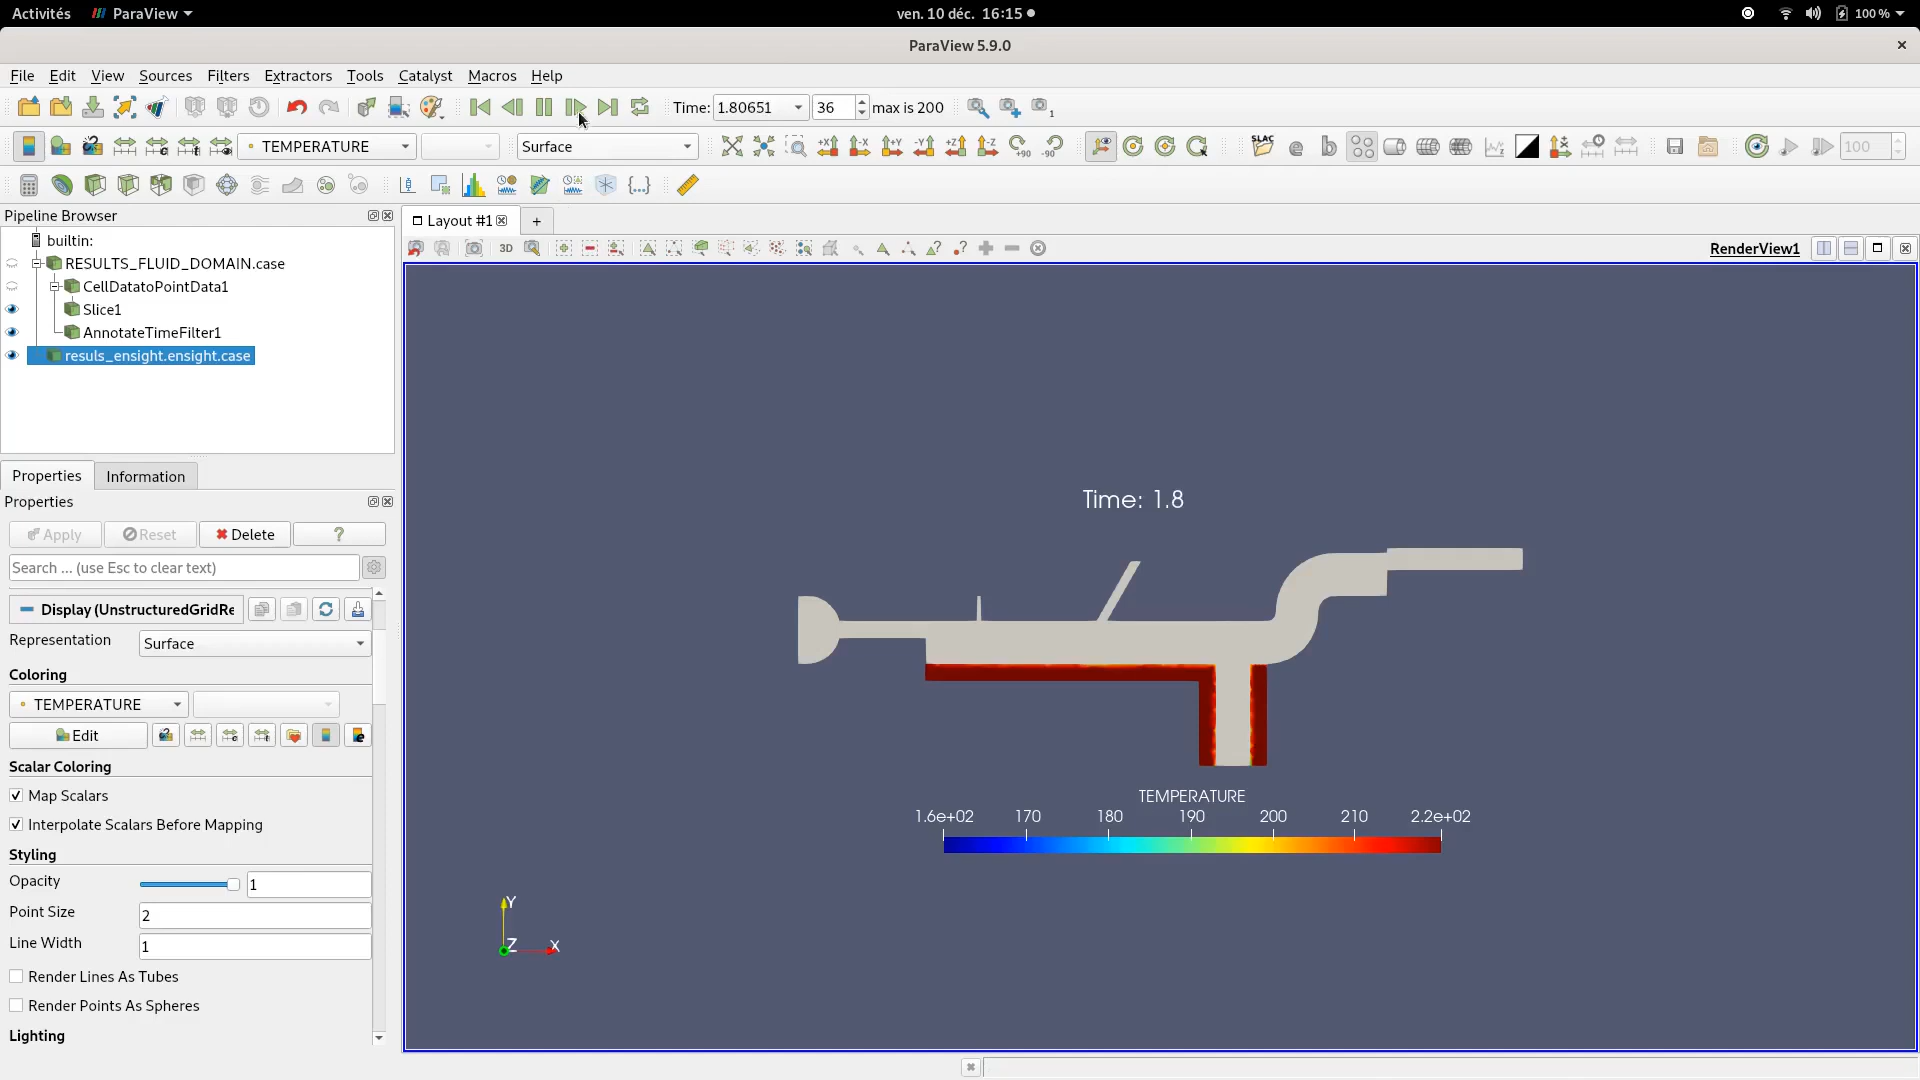 Activités ParaView ven. 10 déc. 16:15 100 %
ParaView 5.9.0
File Edit View Sources Filters Extractors Tools Catalyst Macros Help
Time: 1.80651 36 max is 200 1
TEMPERATURE Surface +X -X +Y -Y +Z -Z +90 -90 SLAC e b 100
Pipeline Browser
Layout #1 +
builtin:
3D RenderView1
RESULTS_FLUID_DOMAIN.case
CellDatatoPointData1
Slice1
AnnotateTimeFilter1
resuls_ensight.ensight.case
Properties Information
Properties
Apply Reset Delete ?
Search ... (use Esc to clear text)
Display (UnstructuredGridRe
Representation Surface
Coloring
TEMPERATURE
Edit
Scalar Coloring
Map Scalars
Interpolate Scalars Before Mapping
Styling
Opacity 1
Point Size 2
Line Width 1
Render Lines As Tubes
Render Points As Spheres
Lighting
Time: 1.8
TEMPERATURE
1.6e+02 170 180 190 200 210 2.2e+02
Y
Z X